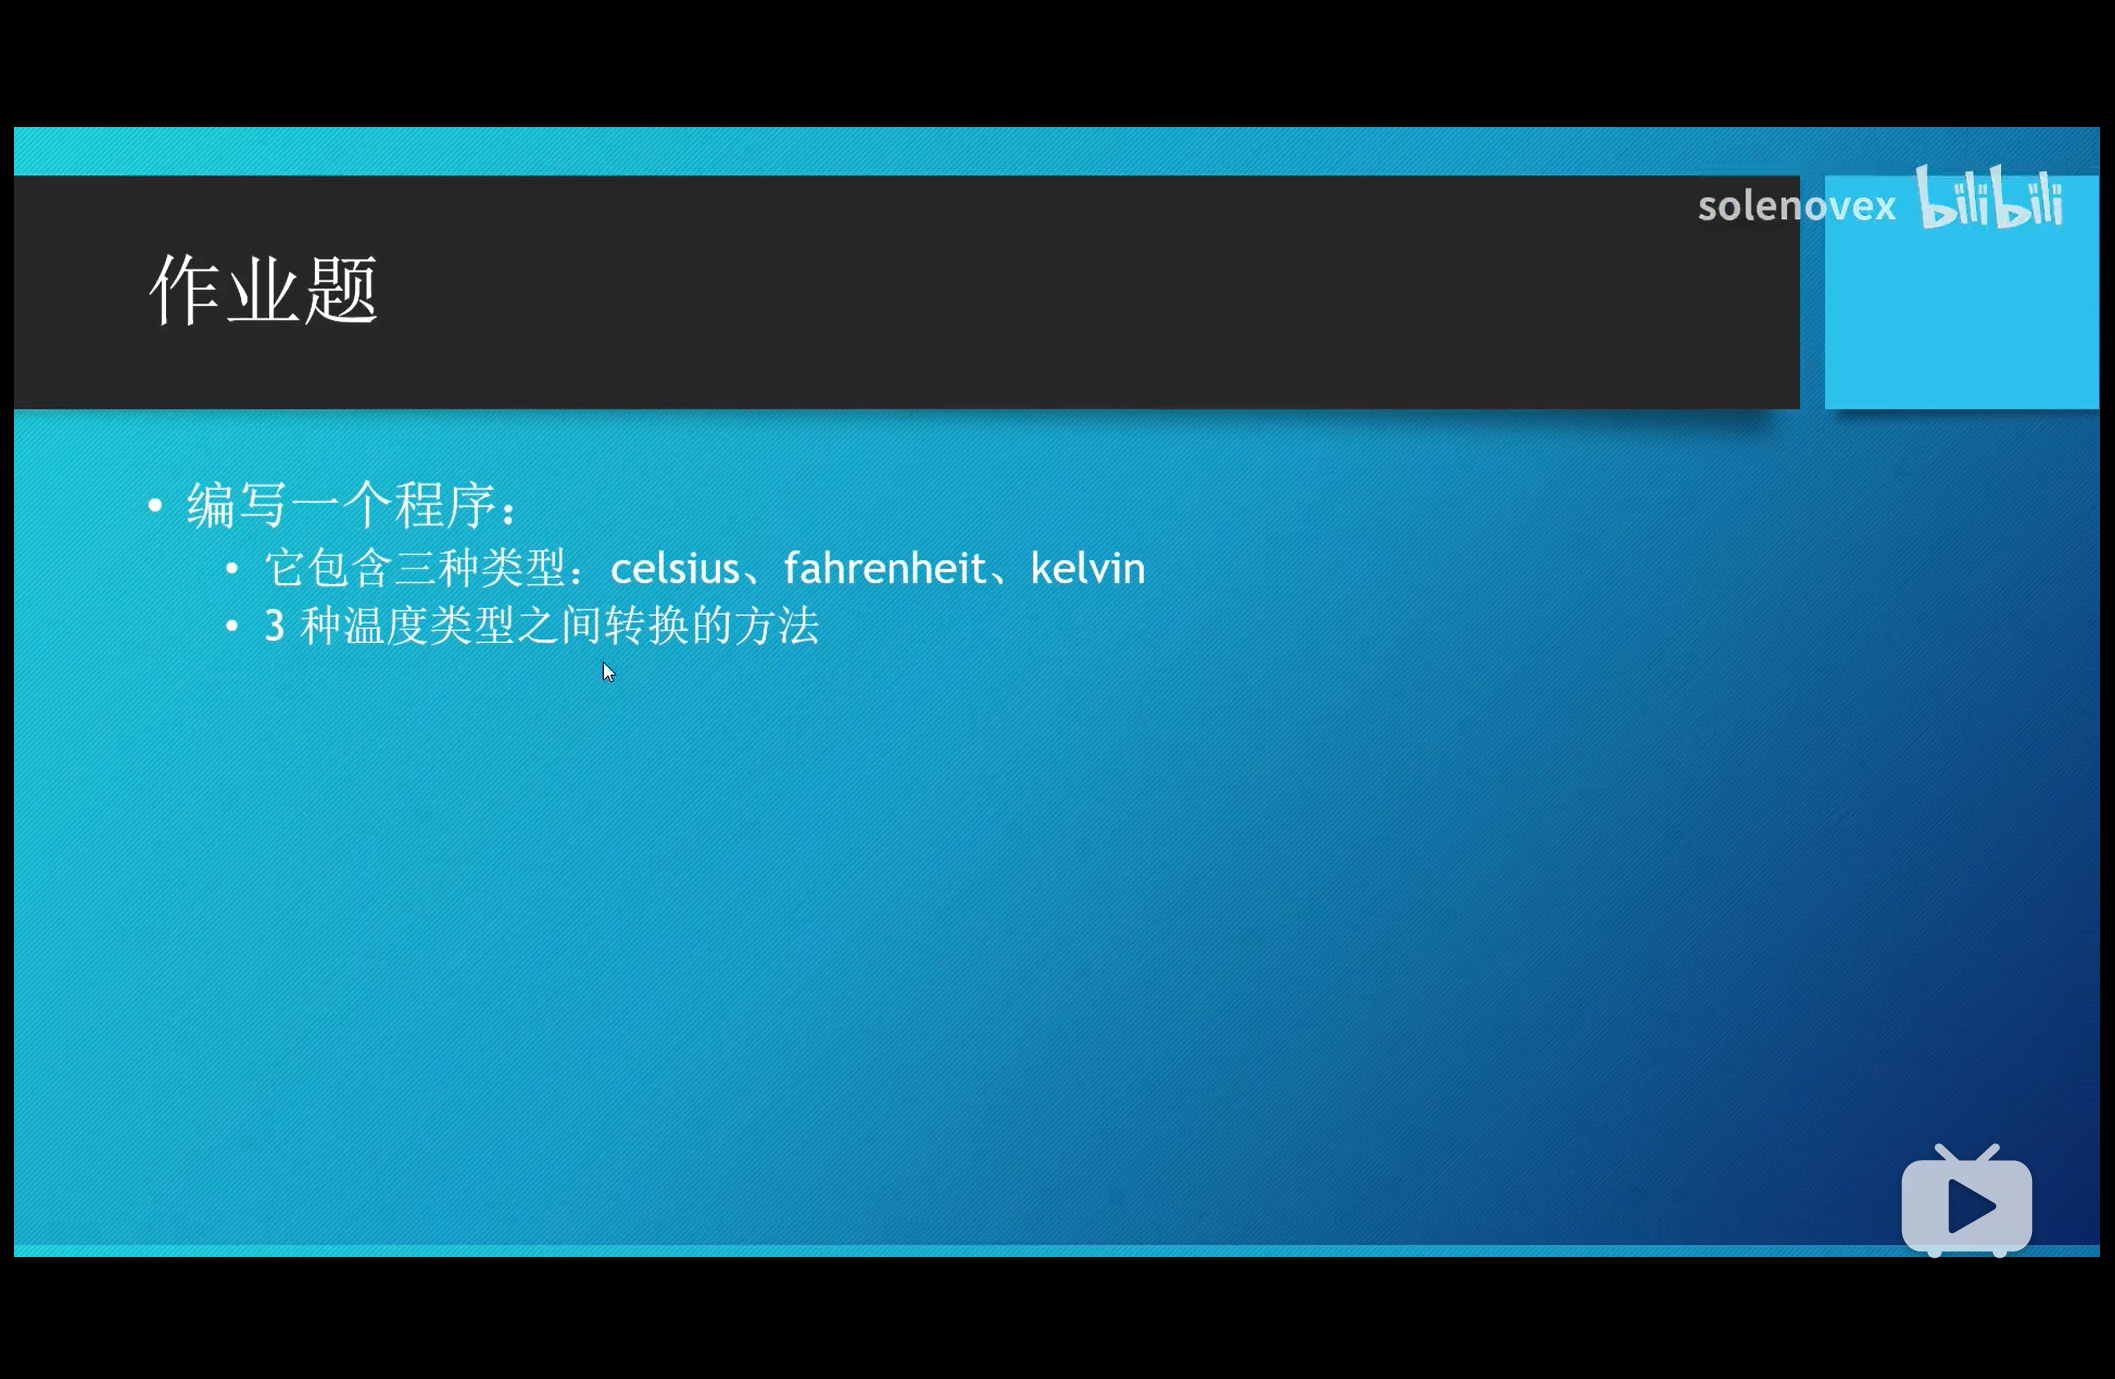 solenovex bilibili
作业题
• 编写一个程序：
• 它包含三种类型：celsius、fahrenheit、kelvin
• 3 种温度类型之间转换的方法